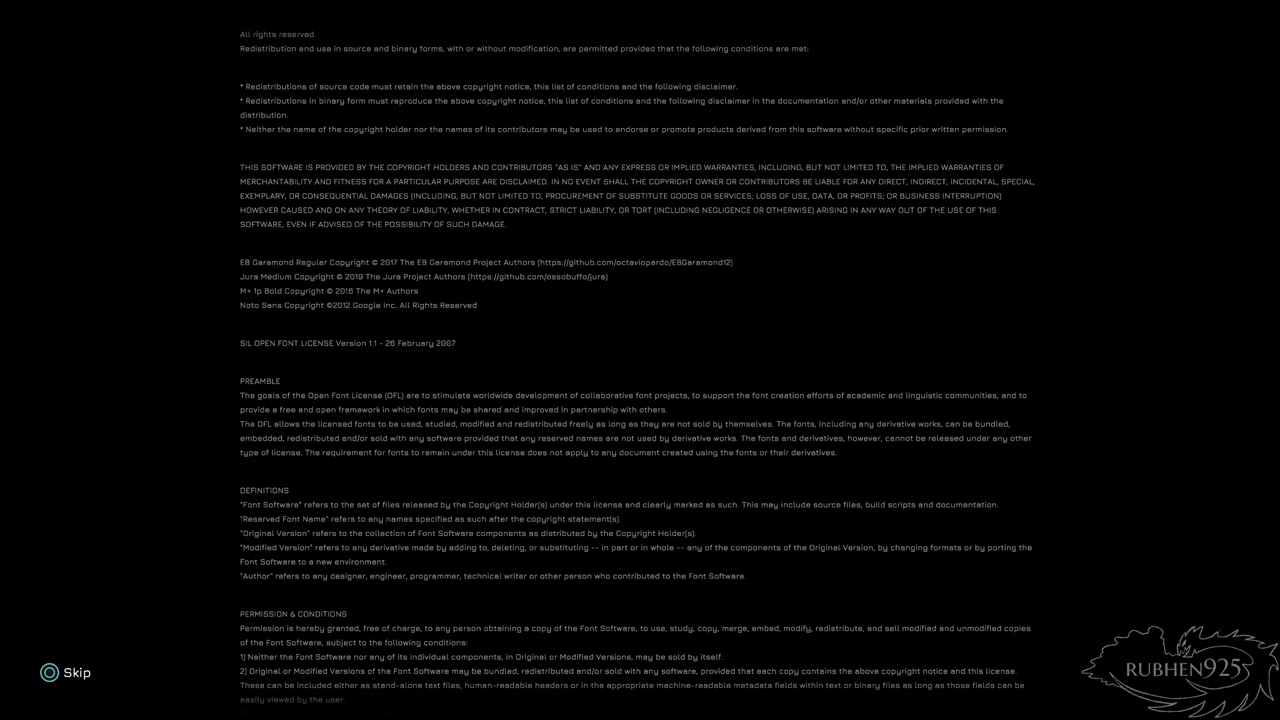 All rights reserved.
Redistribution and use in source and binary forms, with or without modification, are permitted provided that the following conditions are met:
* Redistributions of source code must retain the above copyright notice, this list of conditions and the following disclaimer.
* Redistributions in binary form must reproduce the above copyright notice, this list of conditions and the following disclaimer in the documentation and/or other materials provided with the
distribution.
* Neither the name of the copyright holder nor the names of its contributors may be used to endorse or promote products derived from this software without specific prior written permission.
THIS SOFTWARE IS PROVIDED BY THE COPYRIGHT HOLDERS AND CONTRIBUTORS "AS IS" AND ANY EXPRESS OR IMPLIED WARRANTIES, INCLUDING, BUT NOT LIMITED TO, THE IMPLIED WARRANTIES OF
MERCHANTABILITY AND FITNESS FOR A PARTICULAR PURPOSE ARE DISCLAIMED. IN NO EVENT SHALL THE COPYRIGHT OWNER OR CONTRIBUTORS BE LIABLE FOR ANY DIRECT, INDIRECT, INCIDENTAL, SPECIAL,
EXEMPLARY, OR CONSEQUENTIAL DAMAGES (INCLUDING, BUT NOT LIMITED TO, PROCUREMENT OF SUBSTITUTE GOODS OR SERVICES; LOSS OF USE, DATA, OR PROFITS; OR BUSINESS INTERRUPTION)
HOWEVER CAUSED AND ON ANY THEORY OF LIABILITY, WHETHER IN CONTRACT, STRICT LIABILITY, OR TORT (INCLUDING NEGLIGENCE OR OTHERWISE) ARISING IN ANY WAY OUT OF THE USE OF THIS
SOFTWARE, EVEN IF ADVISED OF THE POSSIBILITY OF SUCH DAMAGE.
EB Garamond Regular Copyright © 2017 The EB Garamond Project Authors (https://github.com/octaviopardo/EBGaramond12)
Jura Medium Copyright © 2019 The Jura Project Authors (https://github.com/ossobuffo/jura)
M+ 1p Bold Copyright © 2016 The M+ Authors
Noto Sans Copyright ©2012 Google Inc. All Rights Reserved
SIL OPEN FONT LICENSE Version 1.1 - 26 February 2007
PREAMBLE
The goals of the Open Font License (OFL) are to stimulate worldwide development of collaborative font projects, to support the font creation efforts of academic and linguistic communities, and to
provide a free and open framework in which fonts may be shared and improved in partnership with others.
The OFL allows the licensed fonts to be used, studied, modified and redistributed freely as long as they are not sold by themselves. The fonts, including any derivative works, can be bundled,
embedded, redistributed and/or sold with any software provided that any reserved names are not used by derivative works. The fonts and derivatives, however, cannot be released under any other
type of license. The requirement for fonts to remain under this license does not apply to any document created using the fonts or their derivatives.
DEFINITIONS
"Font Software" refers to the set of files released by the Copyright Holder(s) under this license and clearly marked as such. This may include source files, build scripts and documentation.
"Reserved Font Name" refers to any names specified as such after the copyright statement(s).
"Original Version" refers to the collection of Font Software components as distributed by the Copyright Holder(s).
"Modified Version" refers to any derivative made by adding to, deleting, or substituting -- in part or in whole -- any of the components of the Original Version, by changing formats or by porting the
Font Software to a new environment.
"Author" refers to any designer, engineer, programmer, technical writer or other person who contributed to the Font Software.
PERMISSION & CONDITIONS
Permission is hereby granted, free of charge, to any person obtaining a copy of the Font Software, to use, study, copy, merge, embed, modify, redistribute, and sell modified and unmodified copies
of the Font Software, subject to the following conditions:
1) Neither the Font Software nor any of its individual components, in Original or Modified Versions, may be sold by itself.
2) Original or Modified Versions of the Font Software may be bundled, redistributed and/or sold with any software, provided that each copy contains the above copyright notice and this license.
These can be included either as stand-alone text files, human-readable headers or in the appropriate machine-readable metadata fields within text or binary files as long as those fields can be
easily viewed by the user.
Skip
RUBHEN925